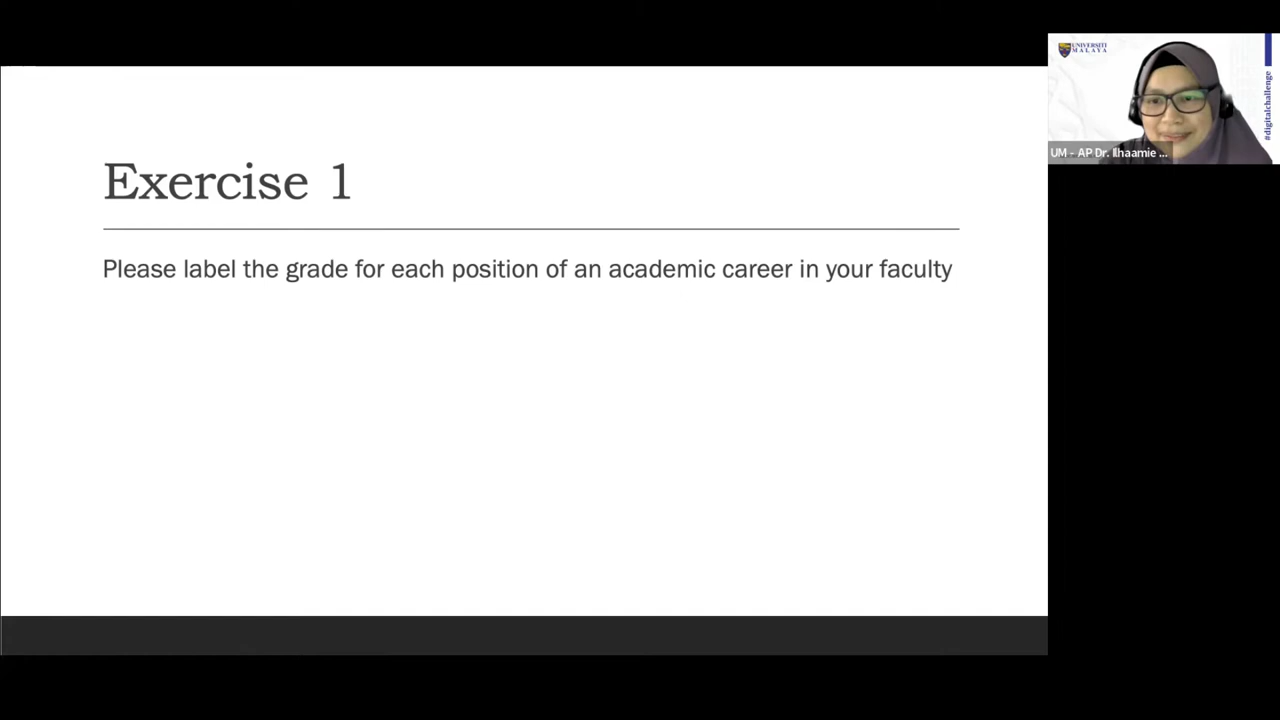 Exercise 1
Please label the grade for each position of an academic career in your faculty
UNIVERSITI
MALAYA
#digitalchallenge
UM - AP Dr. Ilhaamie ...